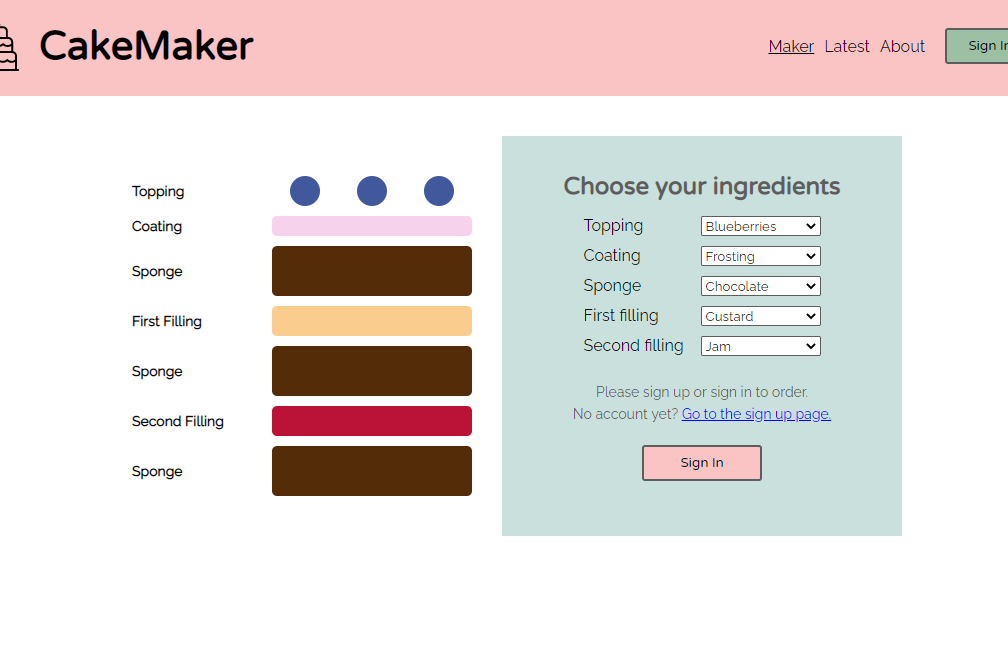 CakeMaker
Maker Latest About
Sign
Topping
Coating
Sponge
First Filling
Sponge
Second Filling
Sponge
Choose your ingredients
Topping Blueberries
Coating Frosting
Sponge Chocolate
First filling Custard
Second filling Jam
Please sign up or sign in to order.
No account yet? Go to the sign up page.
Sign In